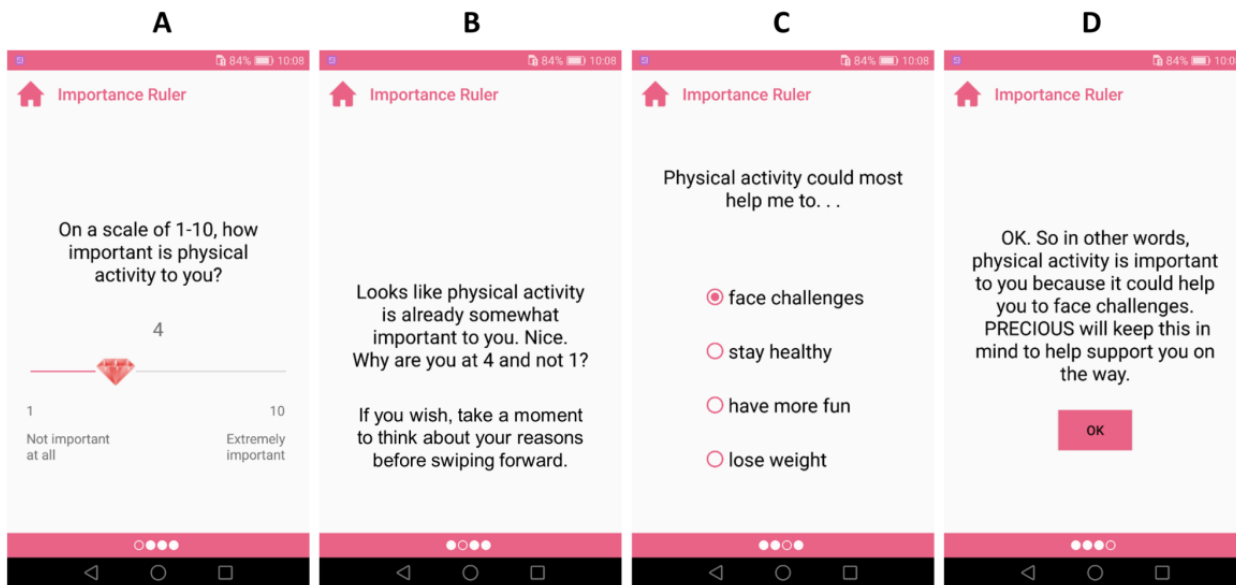 A
84% 10:08
Importance Ruler
On a scale of 1-10, how
important is physical
activity to you?
4
1
10
Not important
at all
Extremely
important
B
84% 10:08
Importance Ruler
Looks like physical activity
is already somewhat
important to you. Nice.
Why are you at 4 and not 1?
If you wish, take a moment
to think about your reasons
before swiping forward.
C
84% 10:08
Importance Ruler
Physical activity could most
help me to. . .
face challenges
stay healthy
have more fun
lose weight
D
84% 10:08
Importance Ruler
OK. So in other words,
physical activity is important
to you because it could help
you to face challenges.
PRECIOUS will keep this in
mind to help support you on
the way.
OK